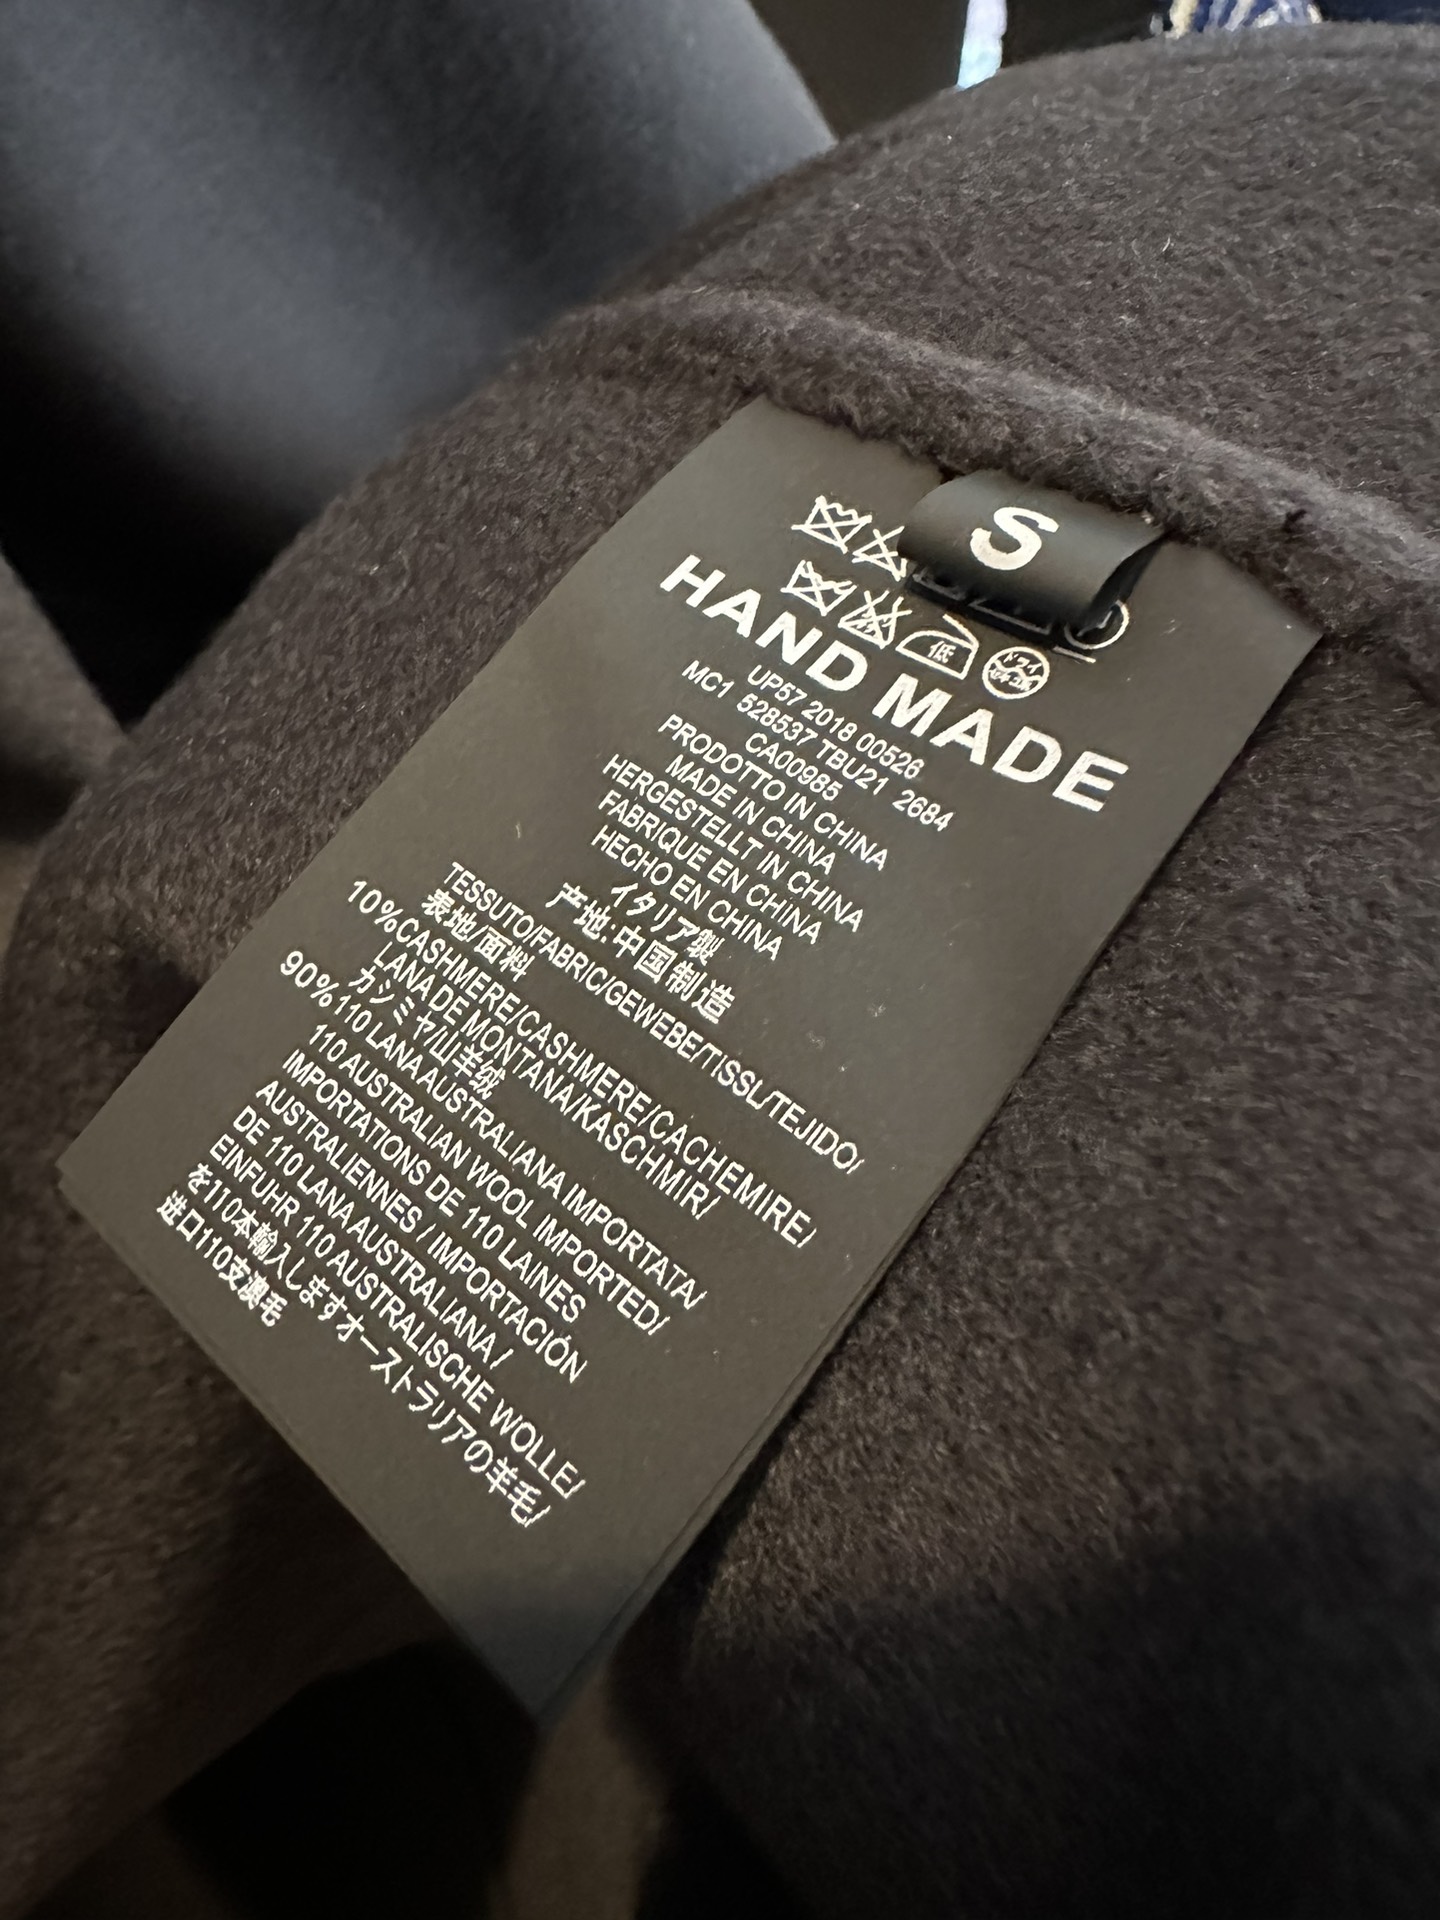 S
低
ドライ
HAND MADE
UP57 2018 00526
MC1 528537 TBU21 2684
CA00985
PRODOTTO IN CHINA
MADE IN CHINA
HERGESTELLT IN CHINA
FABRIQUE EN CHINA
HECHO EN CHINA
イタリア製
产地:中国制造
TESSUTO/FABRIC/GEWEBE/TISSL/TEJIDO/
表地/面料
10%CASHMERE/CASHMERE/CACHEMIRE/
LANADE MONTANA/KASCHMIR/
カシミヤ/山羊绒
90%110 LANA AUSTRALIANA IMPORTATA/
110 AUSTRALIAN WOOL IMPORTED/
IMPORTATIONS DE 110 LAINES
AUSTRALIENNES / IMPORTACIÓN
DE 110 LANA AUSTRALIANA /
EINFUHR 110 AUSTRALISCHE WOLLE/
を110本輸入しますオーストラリアの羊毛/
进口110支澳毛